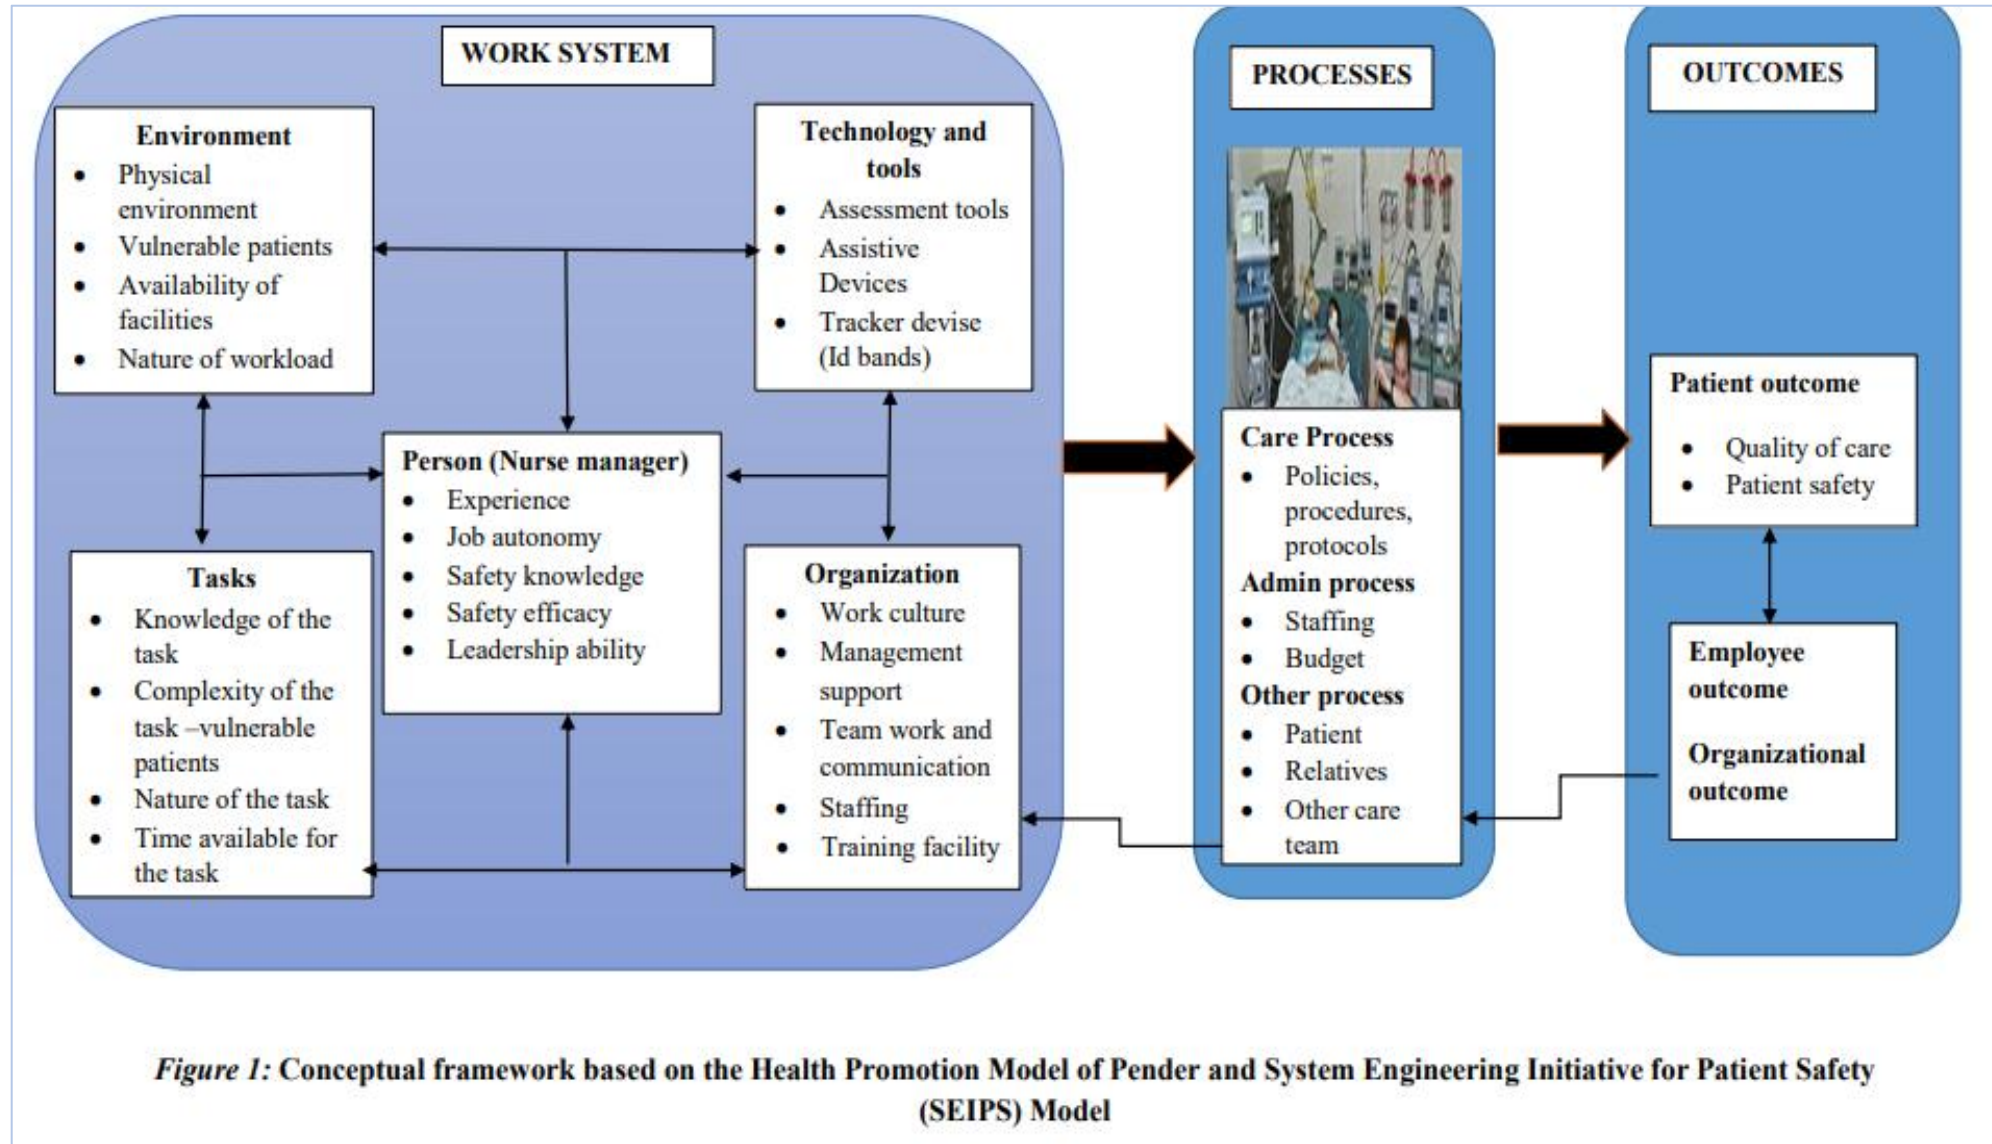 WORK SYSTEM
Environment
• Physical
environment
• Vulnerable patients
• Availability of
facilities
• Nature of workload
Technology and
tools
• Assessment tools
• Assistive
Devices
• Tracker devise
(Id bands)
Person (Nurse manager)
• Experience
• Job autonomy
• Safety knowledge
• Safety efficacy
• Leadership ability
Tasks
• Knowledge of the
task
• Complexity of the
task –vulnerable
patients
• Nature of the task
• Time available for
the task
Organization
• Work culture
• Management
support
• Team work and
communication
• Staffing
• Training facility
PROCESSES
Care Process
• Policies,
procedures,
protocols
Admin process
• Staffing
• Budget
Other process
• Patient
• Relatives
• Other care
team
OUTCOMES
Patient outcome
• Quality of care
• Patient safety
Employee
outcome
Organizational
outcome
Figure 1: Conceptual framework based on the Health Promotion Model of Pender and System Engineering Initiative for Patient Safety
(SEIPS) Model